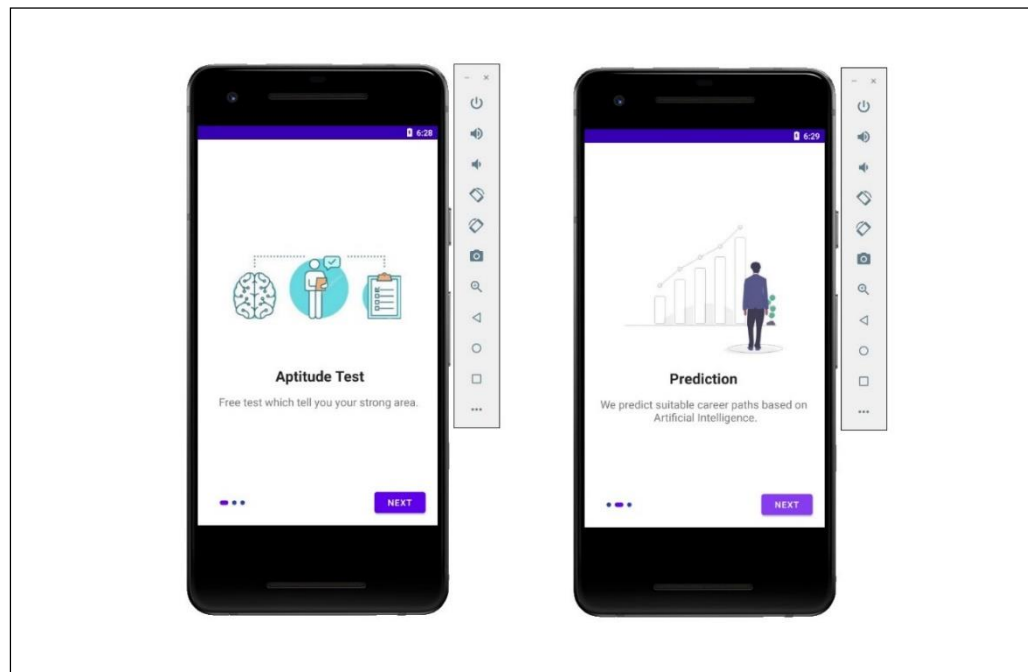 6:28
Aptitude Test
Free test which tell you your strong area.
NEXT
6:29
Prediction
We predict suitable career paths based on
Artificial Intelligence.
NEXT